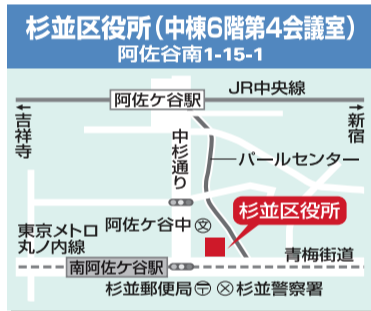 杉並区役所(中棟6階第4会議室)
阿佐谷南1-15-1
JR中央線
阿佐ケ谷駅
吉祥寺
新宿
中杉通り
パールセンター
杉並区役所
阿佐ケ谷中 文
東京メトロ
丸ノ内線
青梅街道
南阿佐ケ谷駅
杉並郵便局〒 杉並警察署